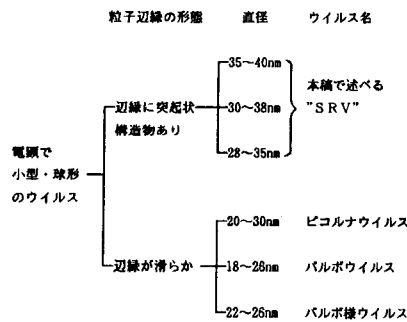 粒子辺縁の形態 直径 ウイルス名
35~40nm
辺縁に突起状 30~38nm 本稿で述べる
構造物あり "SRV"
28~35nm
電顕で
小型・球形
のウイルス
20~30nm ピコルナウイルス
辺縁が滑らか 18~26nm パルボウイルス
22~26nm パルボ様ウイルス